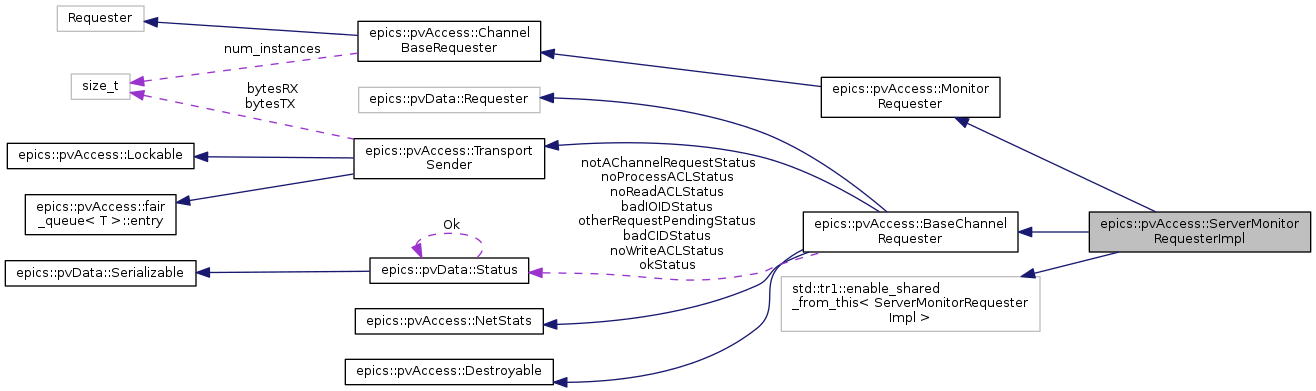 Requester
epics::pvAccess::Channel
BaseRequester
num_instances
size_t
bytesRX
bytesTX
epics::pvData::Requester
epics::pvAccess::Monitor
Requester
epics::pvAccess::Lockable
epics::pvAccess::Transport
Sender
epics::pvAccess::fair
_queue< T >::entry
notAChannelRequestStatus
noProcessACLStatus
noReadACLStatus
badIOIDStatus
otherRequestPendingStatus
badCIDStatus
noWriteACLStatus
okStatus
Ok
epics::pvAccess::BaseChannel
Requester
epics::pvAccess::ServerMonitor
RequesterImpl
epics::pvData::Serializable
epics::pvData::Status
std::tr1::enable_shared
_from_this< ServerMonitorRequester
Impl >
epics::pvAccess::NetStats
epics::pvAccess::Destroyable